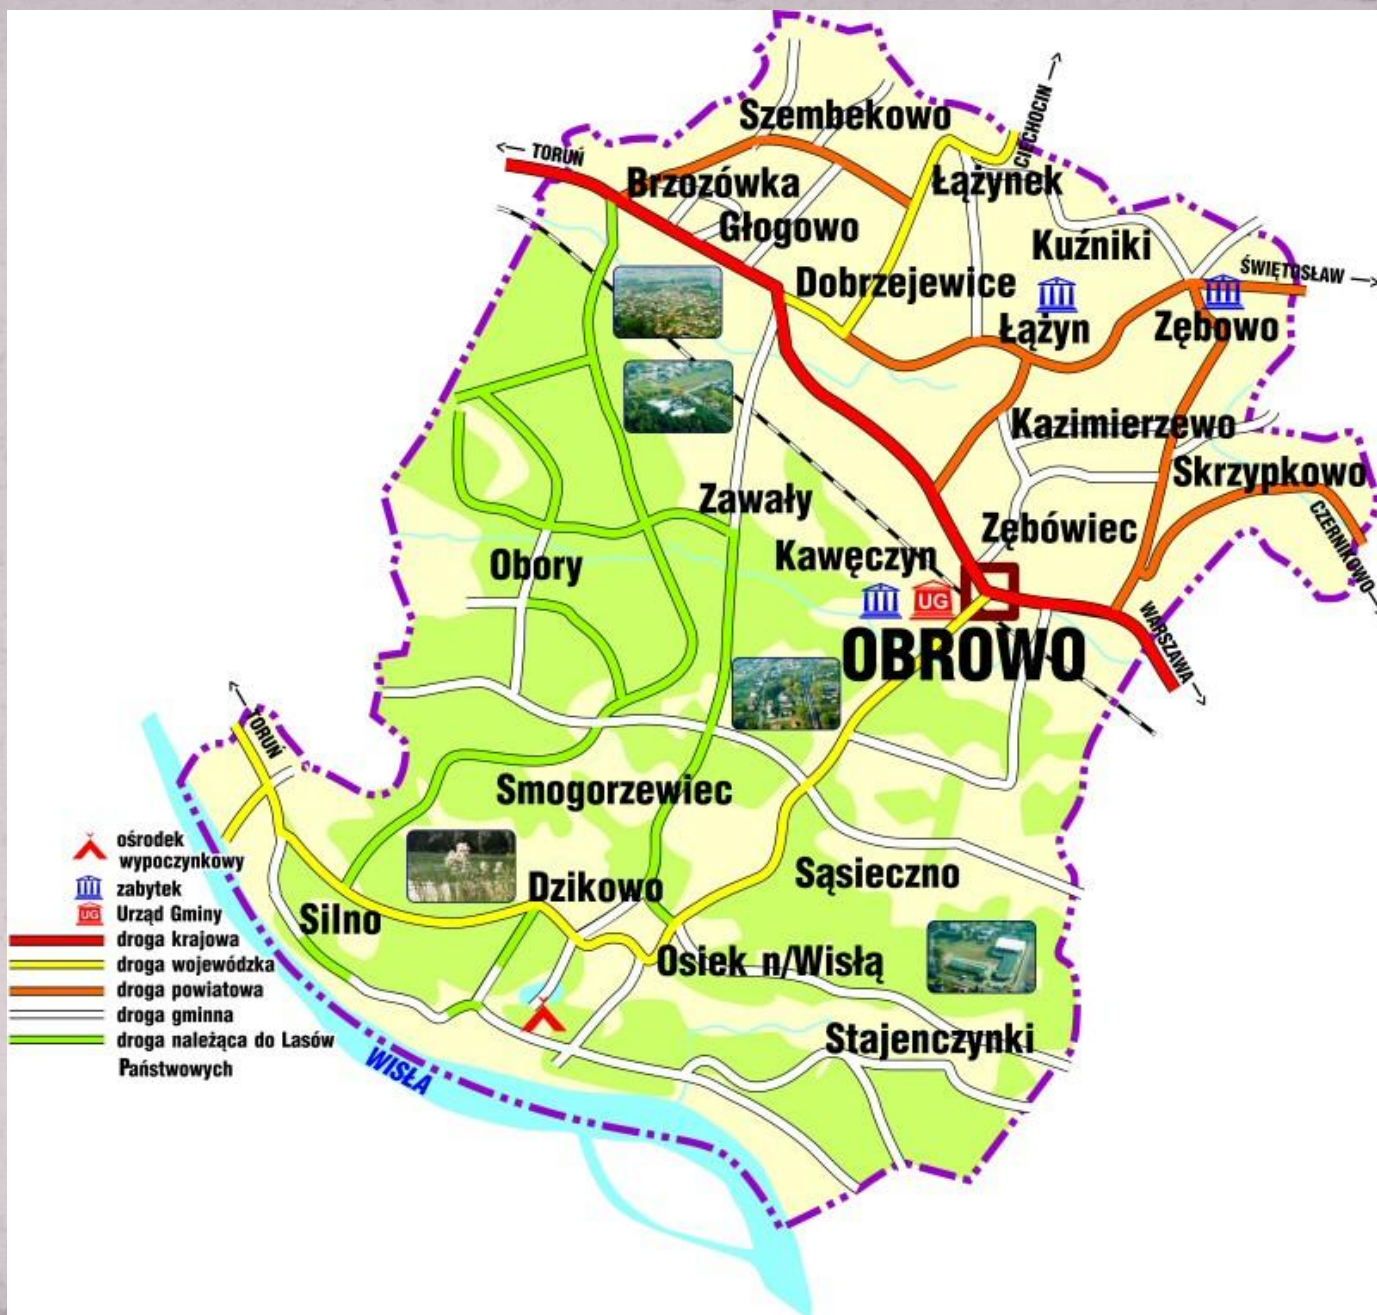 Szembekowo
CIECHOCIN
TORUŃ
Brzozówka
Łążynek
Głogowo
Kuźniki
Dobrzejewice
ŚWIĘTOSŁAW
Łążyn
Zębowo
Kazimierzewo
Skrzypkowo
Zawały
Zębówiec
CZERNIKOWO
Kawęczyn
Obory
UG
OBROWO
WARSZAWA
TORUŃ
Smogorzewiec
Sąsieczno
Dzikowo
Silno
Osiek n/Wisłą
Stajenczynki
WISŁA
ośrodek
wypoczynkowy
zabytek
UG Urząd Gminy
droga krajowa
droga wojewódzka
droga powiatowa
droga gminna
droga należąca do Lasów
Państwowych